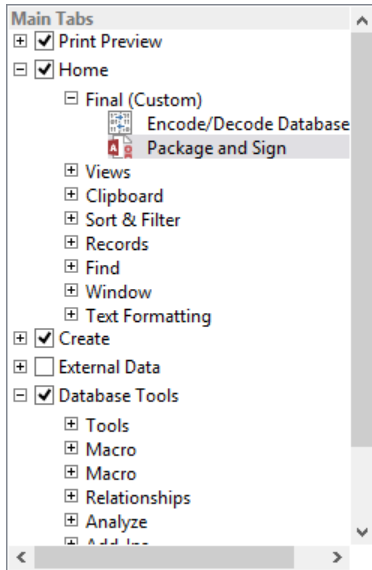 Main Tabs
Print Preview
Home
Final (Custom)
Encode/Decode Database
Package and Sign
Views
Clipboard
Sort & Filter
Records
Find
Window
Text Formatting
Create
External Data
Database Tools
Tools
Macro
Macro
Relationships
Analyze